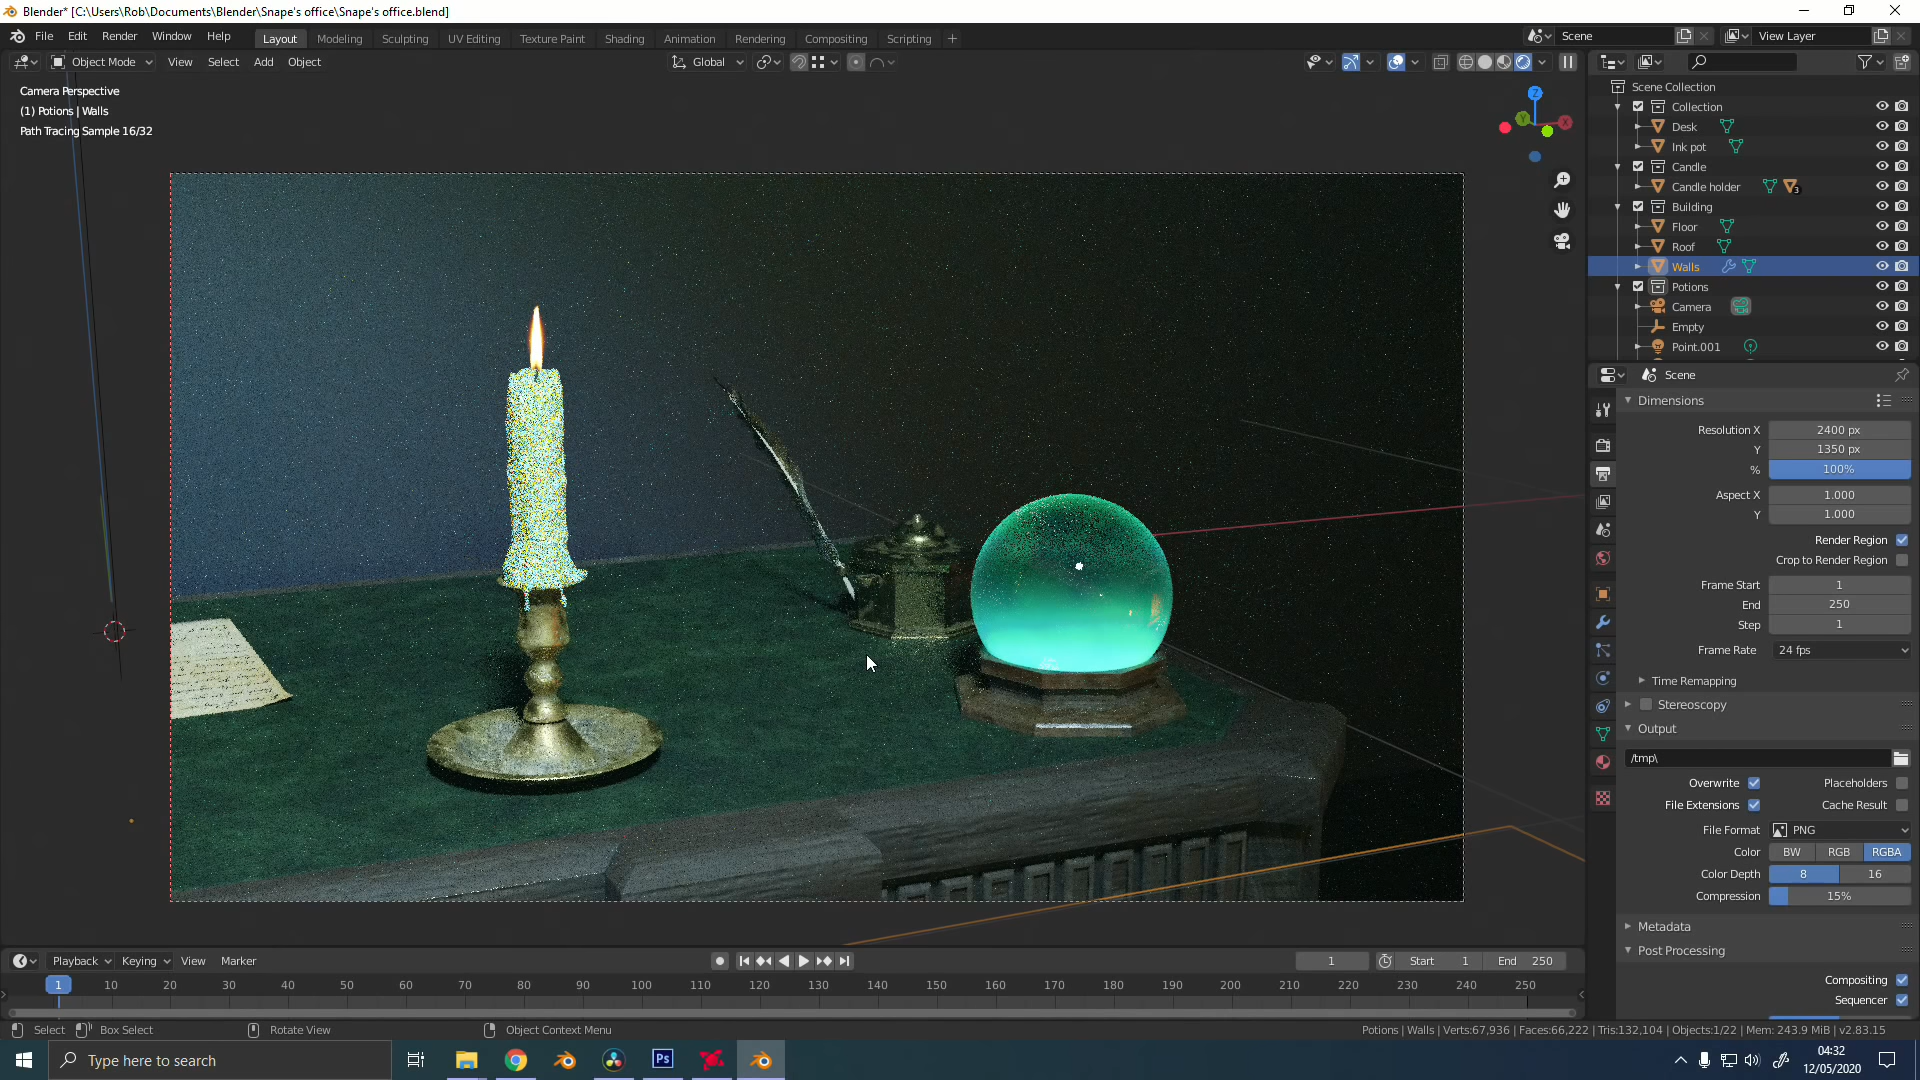 Blender* [C:\Users\Rob\Documents\Blender\Snape's office\Snape's office.blend]
File Edit Render Window Help Layout Modeling Sculpting UV Editing Texture Paint Shading Animation Rendering Compositing Scripting + Scene View Layer
Object Mode View Select Add Object Global
Camera Perspective
(1) Potions | Walls
Path Tracing Sample 16/32
Z
Y
X
Scene Collection
Collection
Desk
Ink pot
Candle
Candle holder 3
Building
Floor
Roof
Walls
Potions
Camera
Empty
Point.001
Scene
Dimensions
Resolution X 2400 px
Y 1350 px
% 100%
Aspect X 1.000
Y 1.000
Render Region
Crop to Render Region
Frame Start 1
End 250
Step 1
Frame Rate 24 fps
Time Remapping
Stereoscopy
Output
/tmp\
Overwrite Placeholders
File Extensions Cache Result
File Format PNG
Color BW RGB RGBA
Color Depth 8 16
Compression 15%
Metadata
Post Processing
Compositing
Sequencer
Playback Keying View Marker 1 Start 1 End 250
1 10 20 30 40 50 60 70 80 90 100 110 120 130 140 150 160 170 180 190 200 210 220 230 240 250
Select Box Select Rotate View Object Context Menu Potions | Walls | Verts:67,936 | Faces:66,222 | Tris:132,104 | Objects:1/22 | Mem: 243.9 MiB | v2.83.15
Type here to search Ps
04:32
12/05/2020